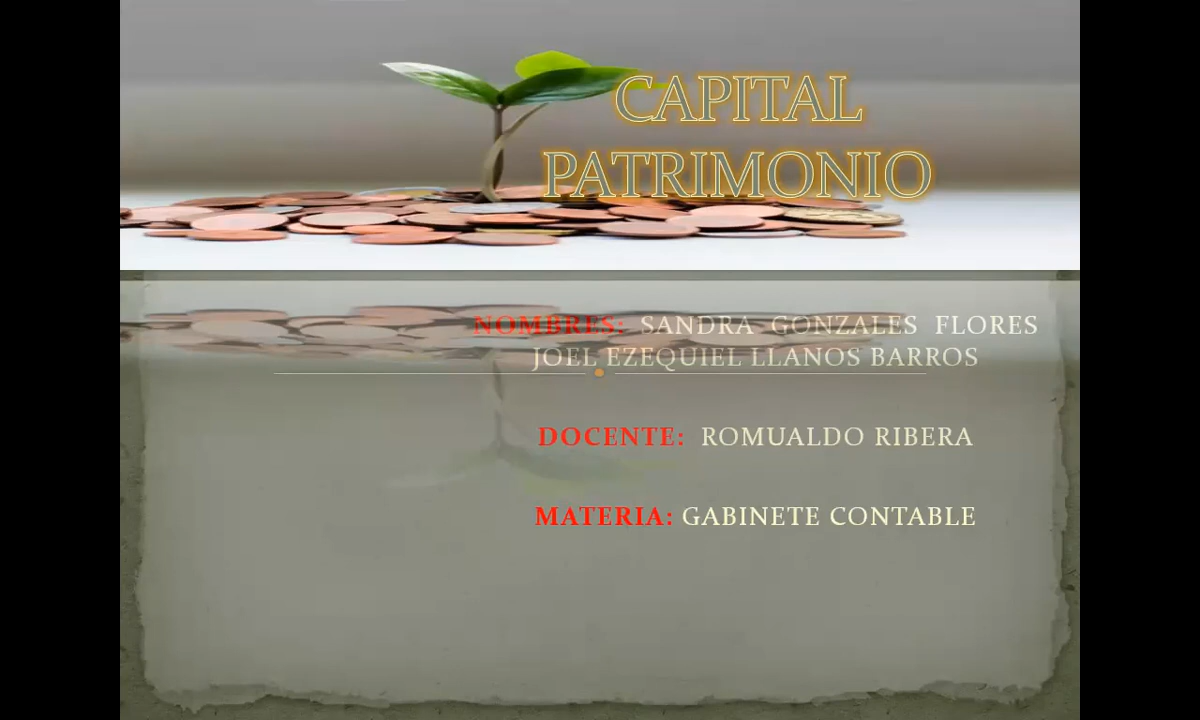 CAPITAL
PATRIMONIO
NOMBRES: SANDRA GONZALES FLORES
JOEL EZEQUIEL LLANOS BARROS
DOCENTE: ROMUALDO RIBERA
MATERIA: GABINETE CONTABLE